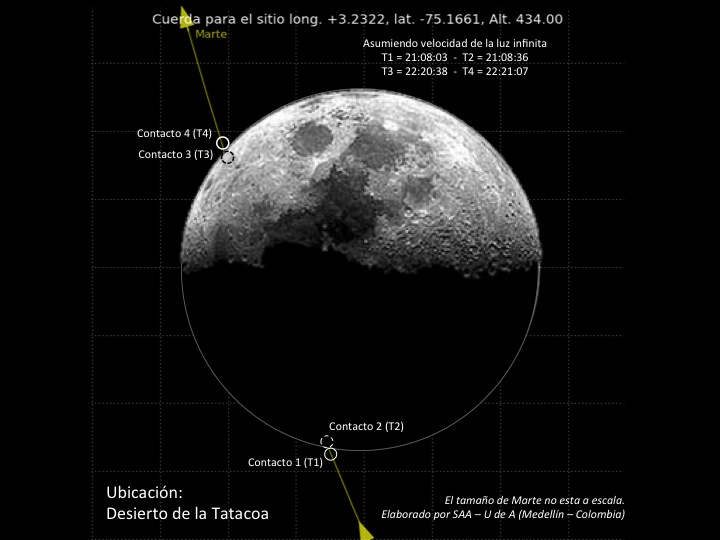 Cuerda para el sitio long. +3.2322, lat. -75.1661, Alt. 434.00
Marte
Asumiendo velocidad de la luz infinita
T1 = 21:08:03 - T2 = 21:08:36
T3 = 22:20:38 - T4 = 22:21:07
Contacto 4 (T4)
Contacto 3 (T3)
Contacto 2 (T2)
Contacto 1 (T1)
Ubicación:
Desierto de la Tatacoa
El tamaño de Marte no esta a escala.
Elaborado por SAA – U de A (Medellín – Colombia)